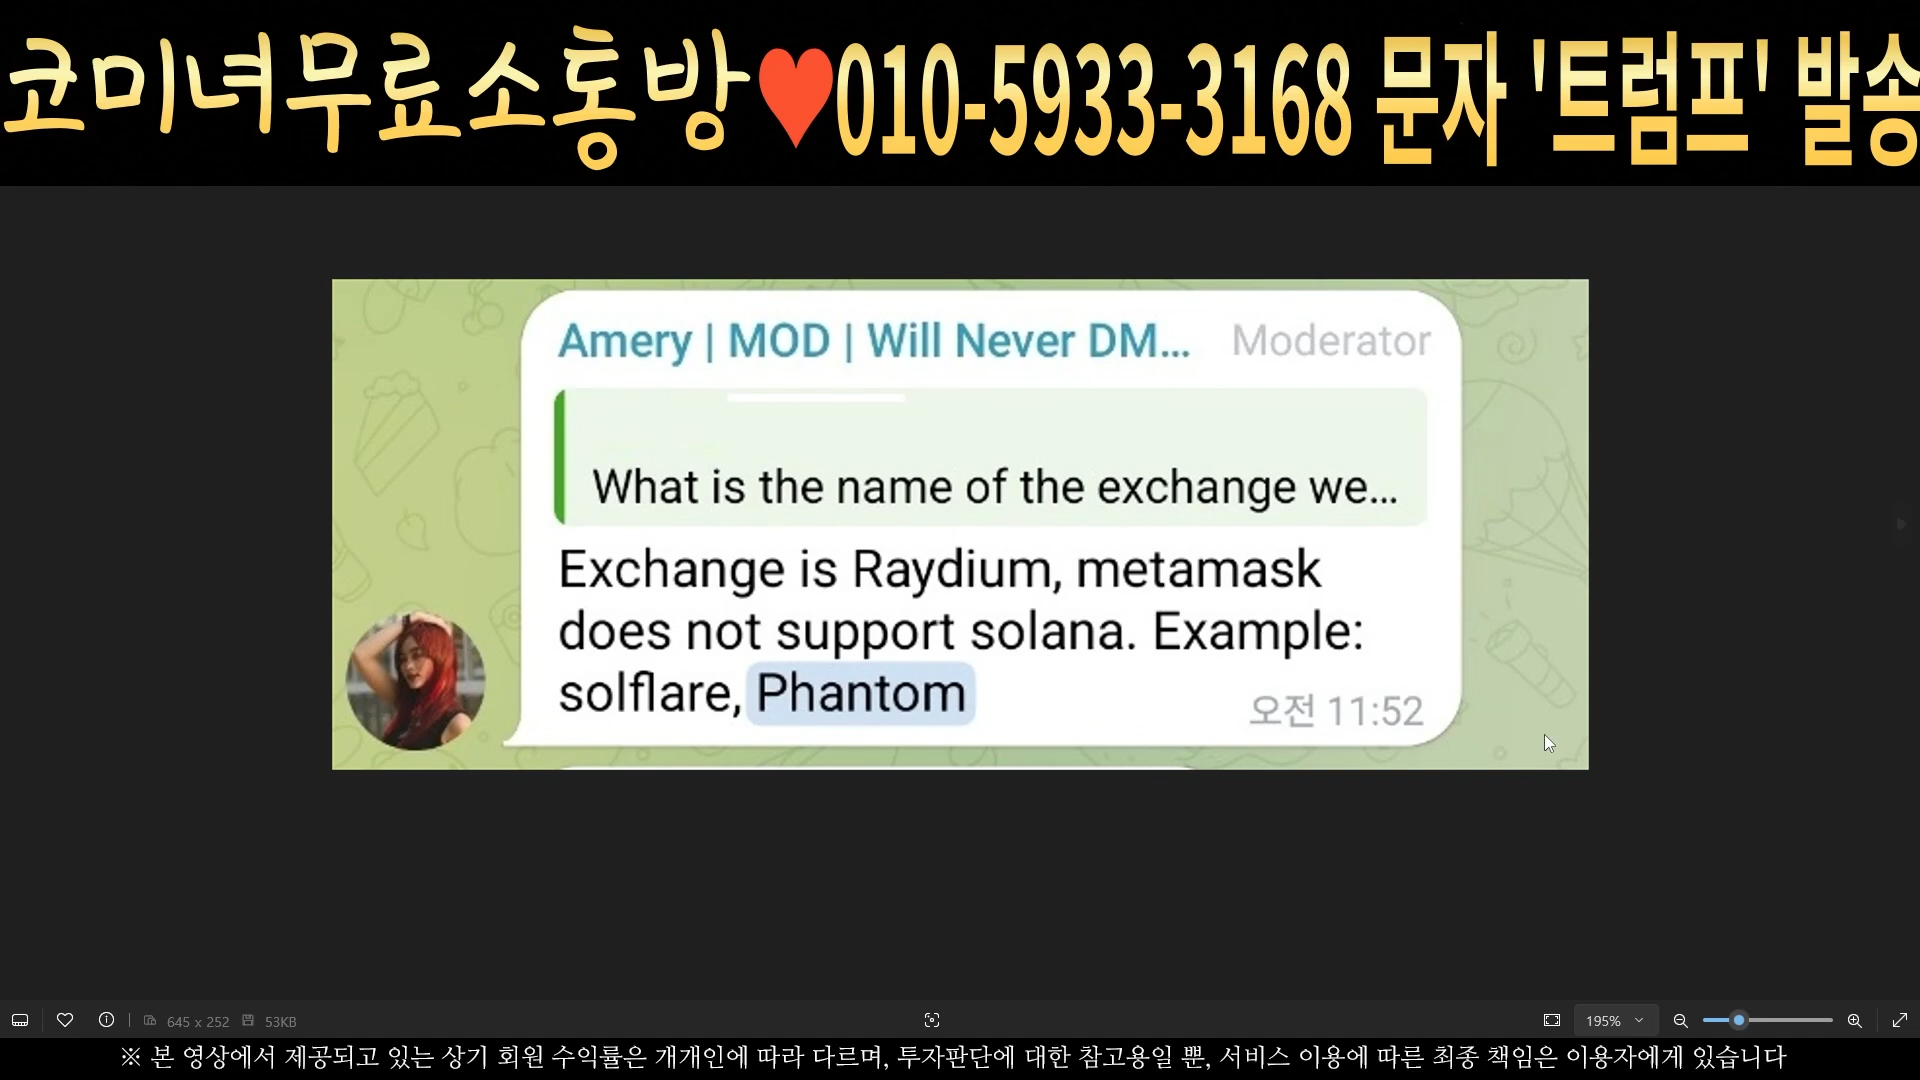 코미녀무료소통방♥010-5933-3168 문자 '트럼프' 발송
Amery | MOD | Will Never DM... Moderator
What is the name of the exchange we...
Exchange is Raydium, metamask
does not support solana. Example:
solflare, Phantom
오전 11:52
645 x 252 53KB
195%
※ 본 영상에서 제공되고 있는 상기 회원 수익률은 개개인에 따라 다르며, 투자판단에 대한 참고용일 뿐, 서비스 이용에 따른 최종 책임은 이용자에게 있습니다